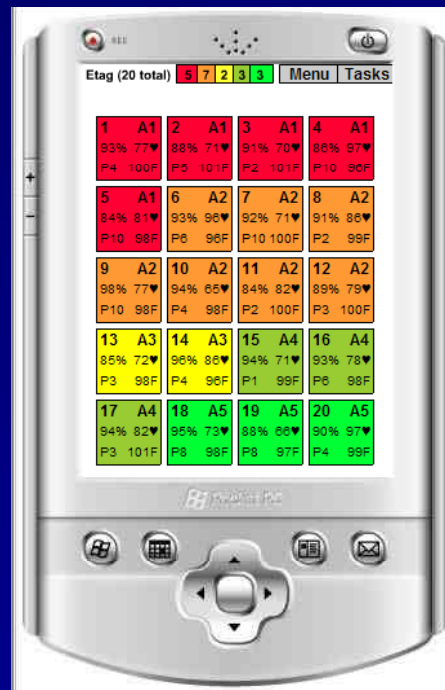 Etag (20 total) 5 7 2 3 3 Menu Tasks
1 A1 2 A1 3 A1 4 A1
93% 77♥ 88% 71♥ 91% 70♥ 86% 97♥
P4 100F P5 101F P2 101F P10 96F
5 A1 6 A2 7 A2 8 A2
84% 81♥ 93% 96♥ 92% 71♥ 91% 86♥
P10 98F P6 96F P10 100F P2 99F
9 A2 10 A2 11 A2 12 A2
98% 77♥ 94% 65♥ 84% 82♥ 89% 79♥
P10 98F P4 98F P2 100F P3 100F
13 A3 14 A3 15 A4 16 A4
85% 72♥ 96% 86♥ 94% 71♥ 93% 78♥
P3 98F P4 96F P1 99F P6 98F
17 A4 18 A5 19 A5 20 A5
94% 82♥ 95% 73♥ 88% 66♥ 90% 97♥
P3 101F P8 98F P8 97F P4 99F
Pocket PC
+
−